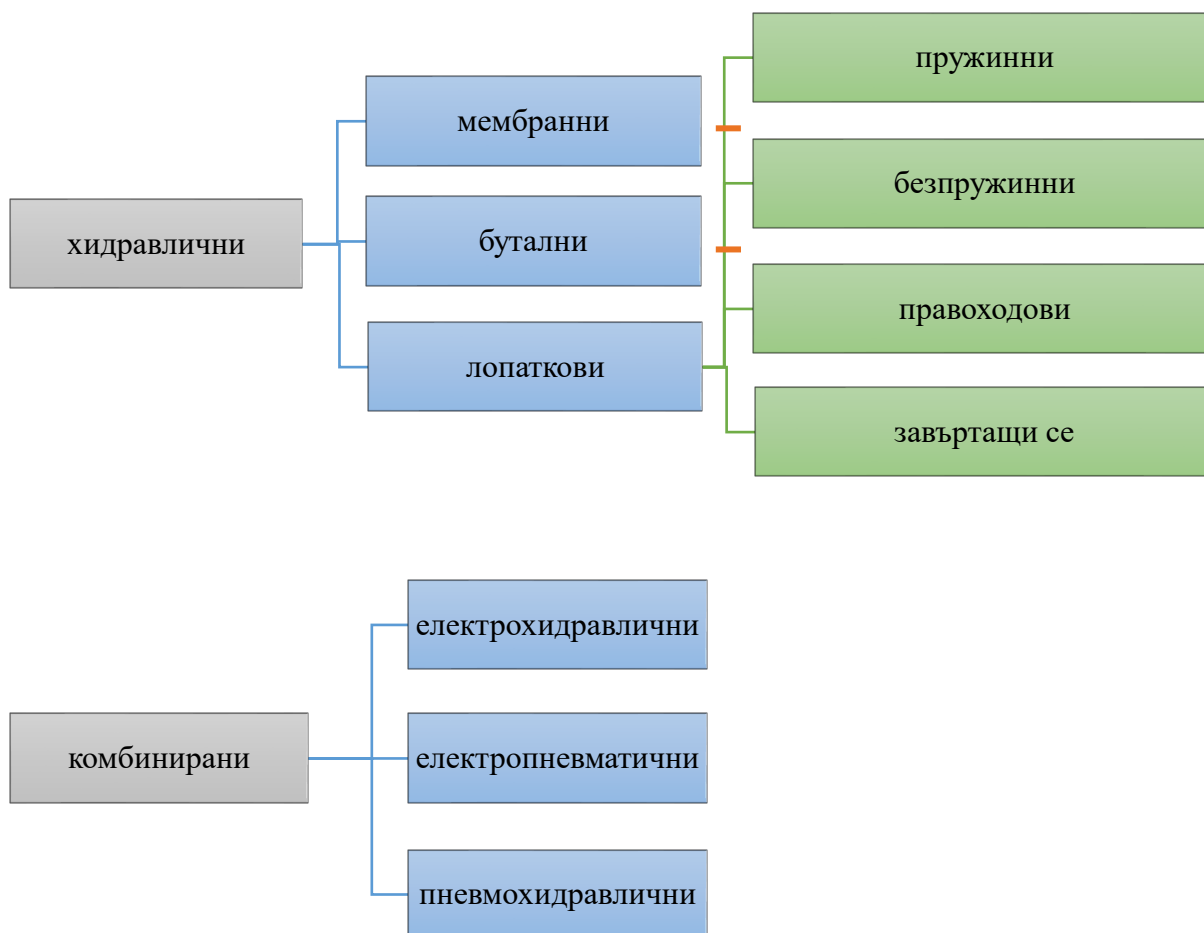 хидравлични
мембранни
бутални
лопаткови
пружинни
безпружинни
правоходови
завъртащи се
комбинирани
електрохидравлични
електропневматични
пневмохидравлични